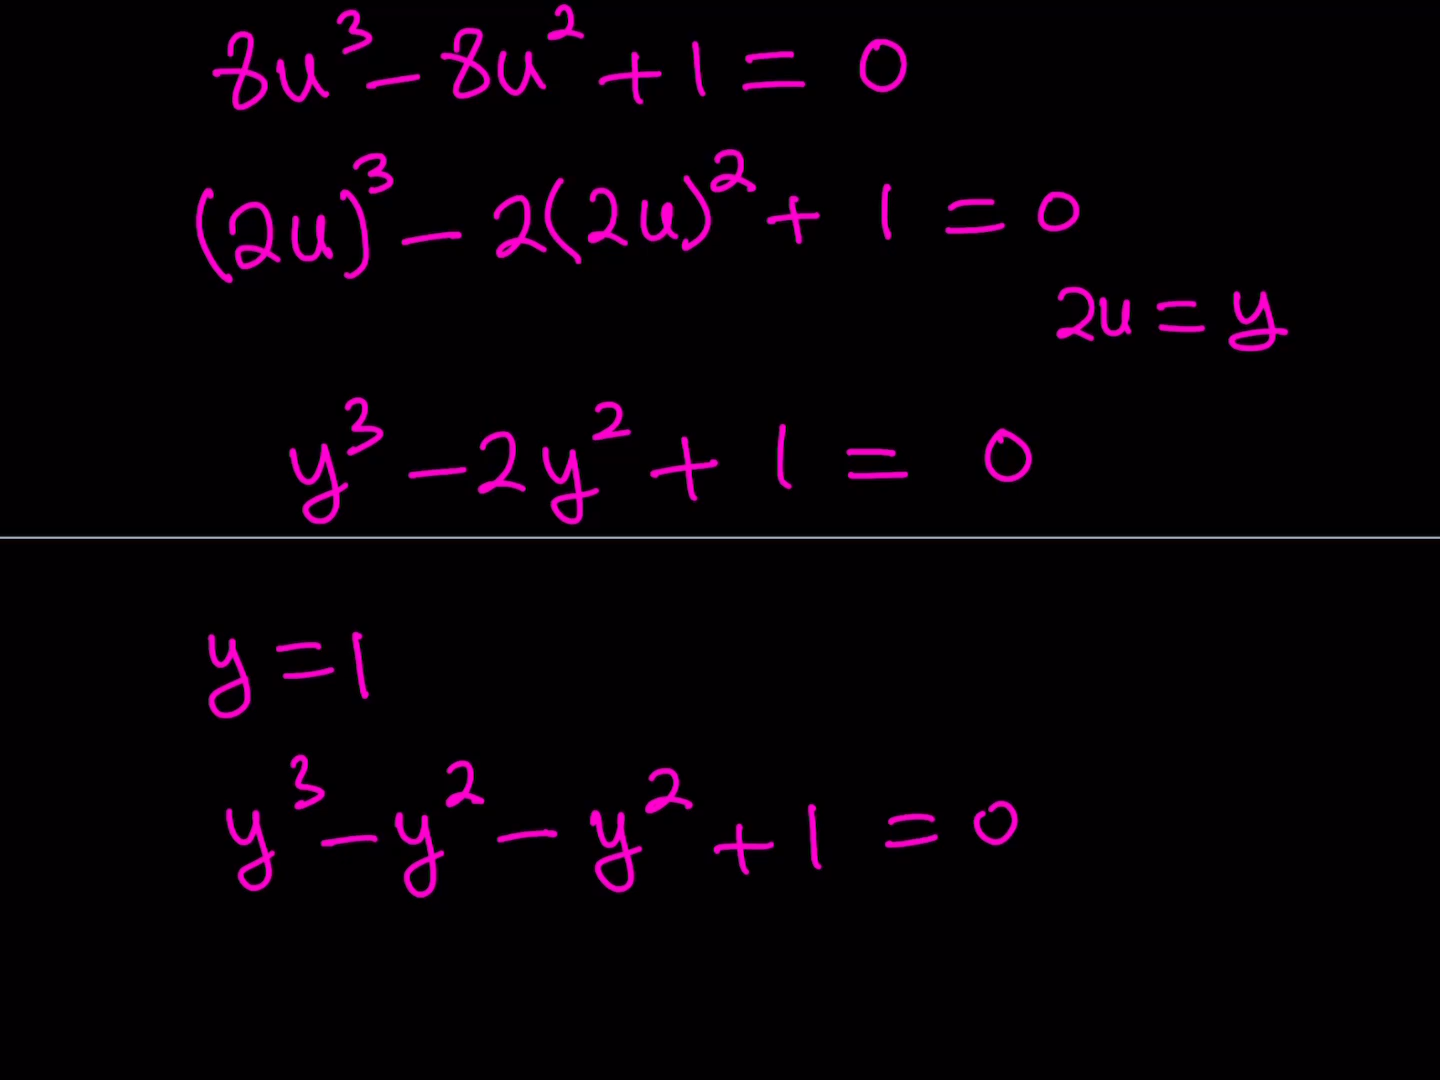 8u³ - 8u² + 1 = 0
(2u)³ - 2(2u)² + 1 = 0
2u = y
y³ - 2y² + 1 = 0
y = 1
y³ - y² - y² + 1 = 0